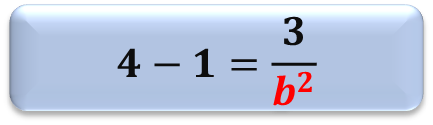 4 − 1 = 3/b²